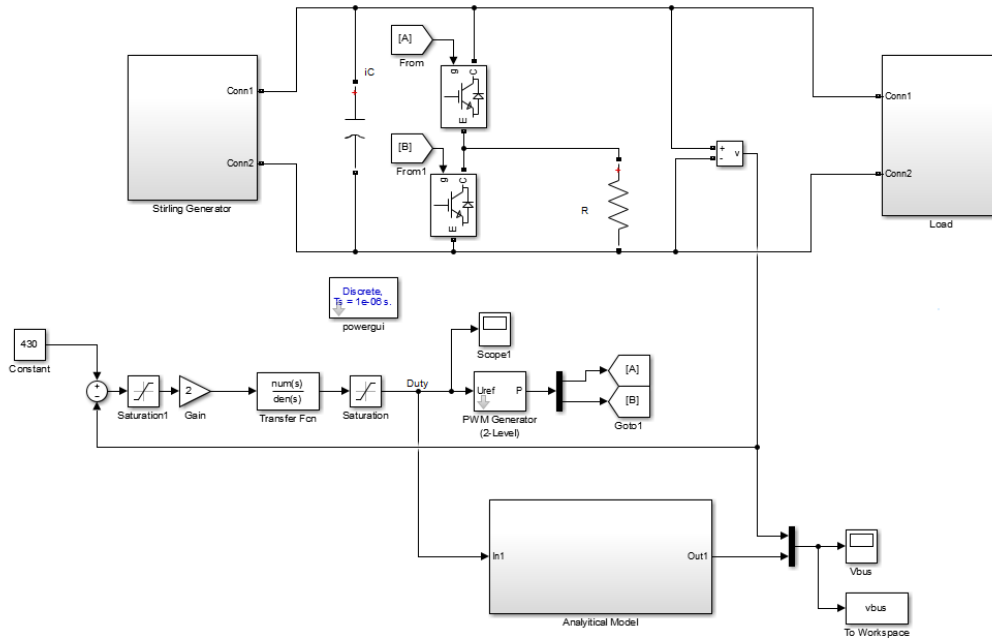 [A]
From
iC
g
C
E
Conn1
Conn2
Stirling Generator
[B]
From1
g
C
E
R
+
-
v
Conn1
Conn2
Load
Discrete,
Ts = 1e-06 s.
powergui
430
Constant
Saturation1
2
Gain
num(s)
den(s)
Transfer Fcn
Saturation
Duty
Scope1
Uref
P
PWM Generator
(2-Level)
[A]
[B]
Goto1
In1
Out1
Analyitical Model
Vbus
vbus
To Workspace